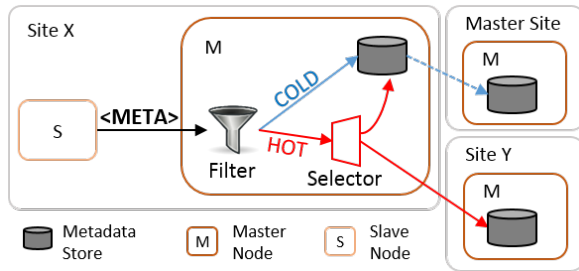 Site X
M
S
<META>
Filter
COLD
HOT
Selector
Master Site
M
Site Y
M
Metadata
Store
M
Master
Node
S
Slave
Node